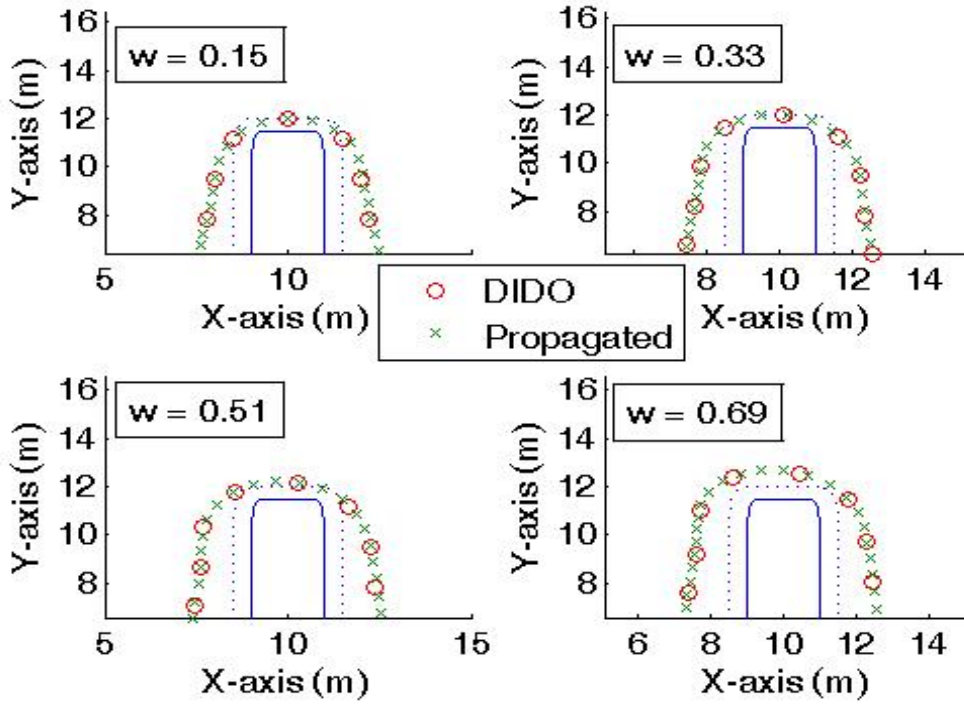 16
14
12
10
8
Y-axis (m)
w = 0.15
5 10 15
X-axis (m)
16
14
12
10
8
Y-axis (m)
w = 0.33
6 8 10 12 14
X-axis (m)
DIDO
Propagated
16
14
12
10
8
Y-axis (m)
w = 0.51
5 10 15
X-axis (m)
16
14
12
10
8
Y-axis (m)
w = 0.69
6 8 10 12 14
X-axis (m)